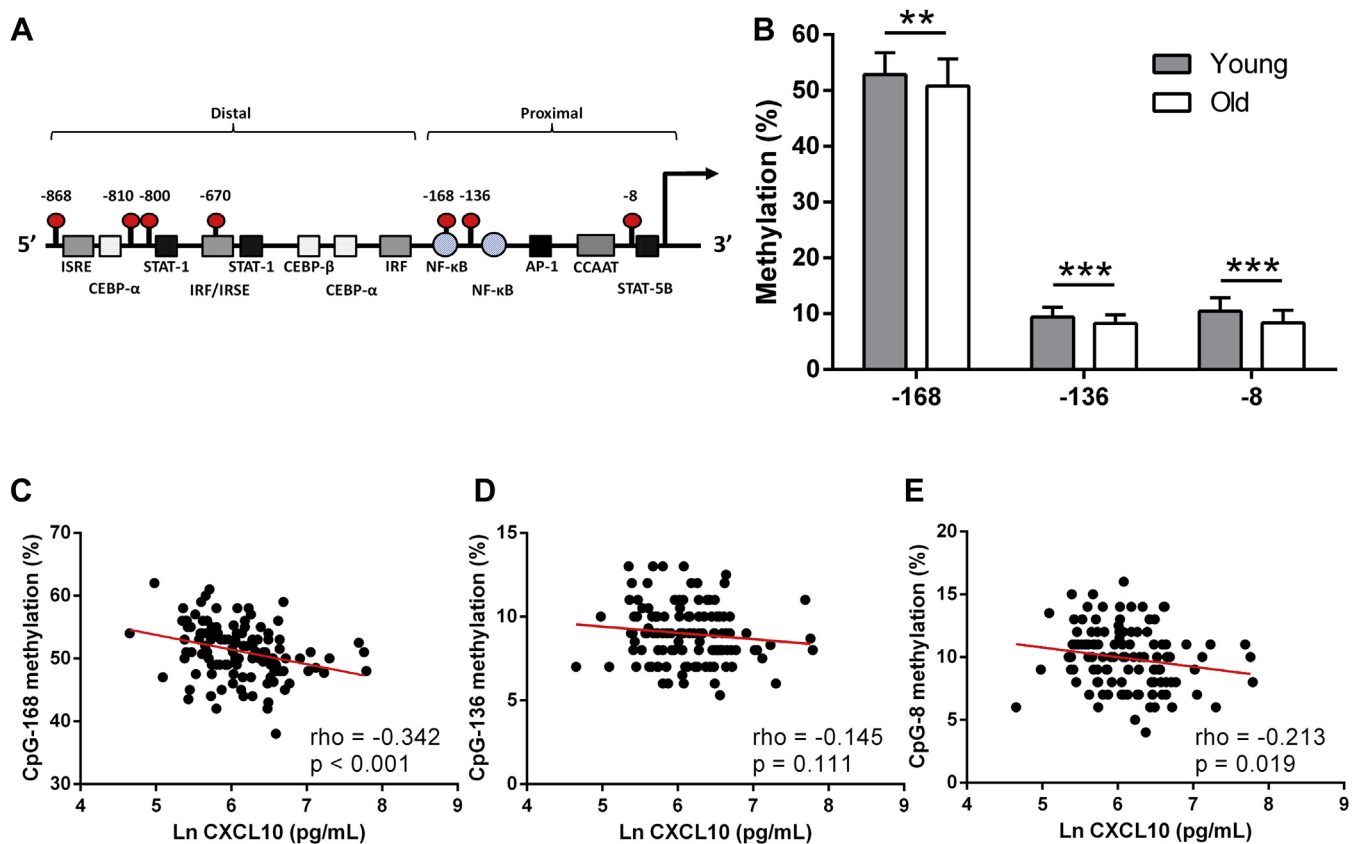 A
Distal
Proximal
-868
-810
-800
-670
-168
-136
-8
5’
3’
ISRE
STAT-1
STAT-1
CEBP-β
IRF
NF-κB
AP-1
CCAAT
CEBP-α
IRF/IRSE
CEBP-α
NF-κB
STAT-5B
B
Methylation (%)
60
50
40
30
20
10
0
**
***
***
Young
Old
-168
-136
-8
C
CpG-168 methylation (%)
70
60
50
40
30
rho = -0.342
p < 0.001
4 5 6 7 8 9
Ln CXCL10 (pg/mL)
D
CpG-136 methylation (%)
15
10
5
0
rho = -0.145
p = 0.111
4 5 6 7 8 9
Ln CXCL10 (pg/mL)
E
CpG-8 methylation (%)
20
15
10
5
0
rho = -0.213
p = 0.019
4 5 6 7 8 9
Ln CXCL10 (pg/mL)